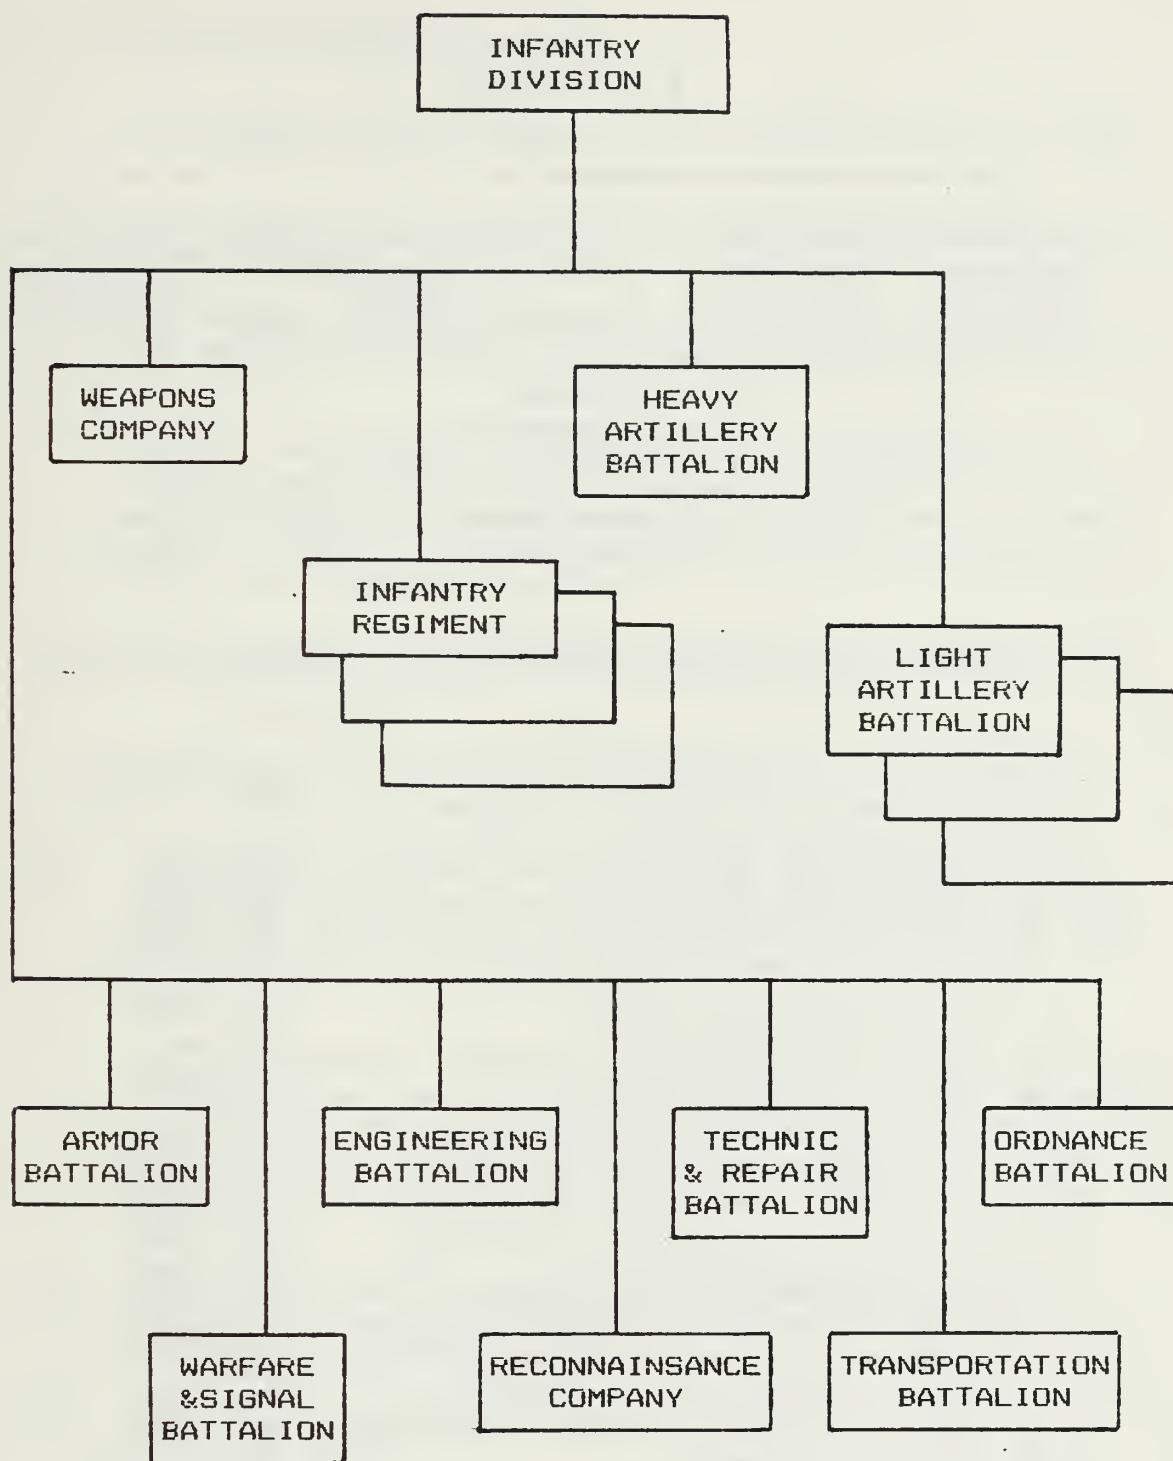 INFANTRY
DIVISION
WEAPONS
COMPANY
HEAVY
ARTILLERY
BATTALION
INFANTRY
REGIMENT
LIGHT
ARTILLERY
BATTALION
ARMOR
BATTALION
ENGINEERING
BATTALION
TECHNIC
& REPAIR
BATTALION
ORDNANCE
BATTALION
WARFARE
&SIGNAL
BATTALION
RECONNAINSANCE
COMPANY
TRANSPORTATION
BATTALION